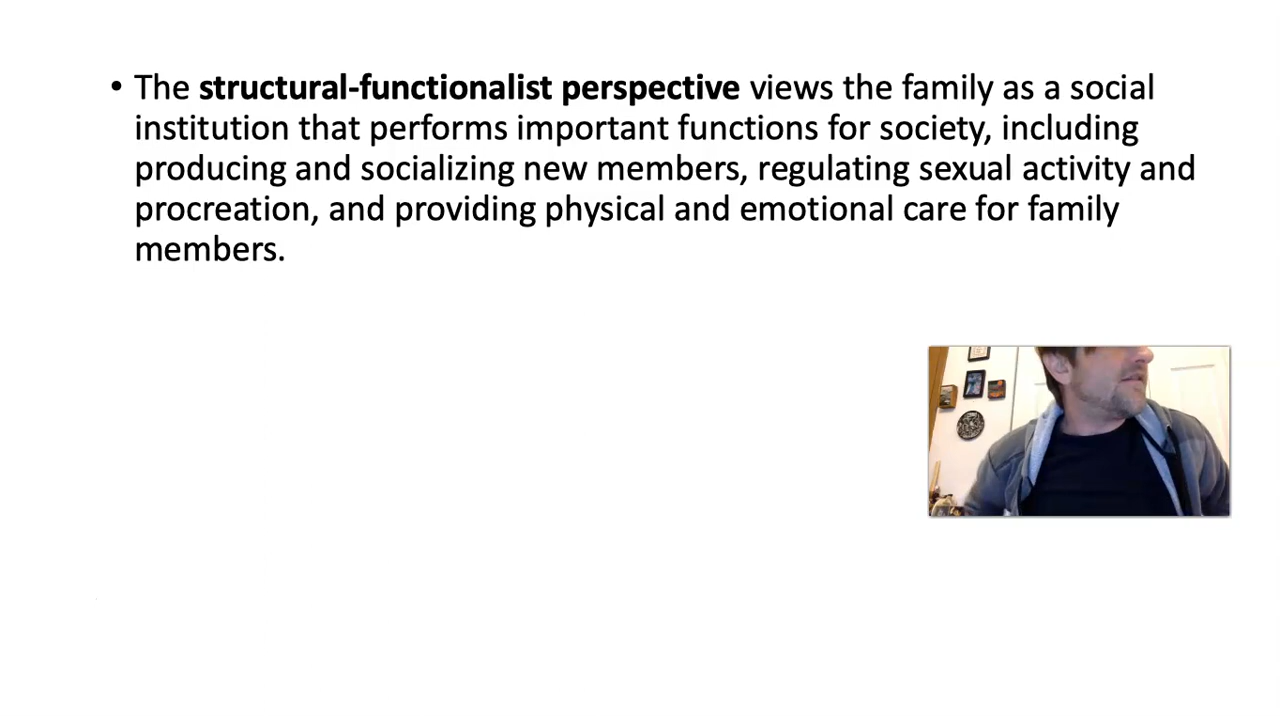 • The structural-functionalist perspective views the family as a social
institution that performs important functions for society, including
producing and socializing new members, regulating sexual activity and
procreation, and providing physical and emotional care for family
members.